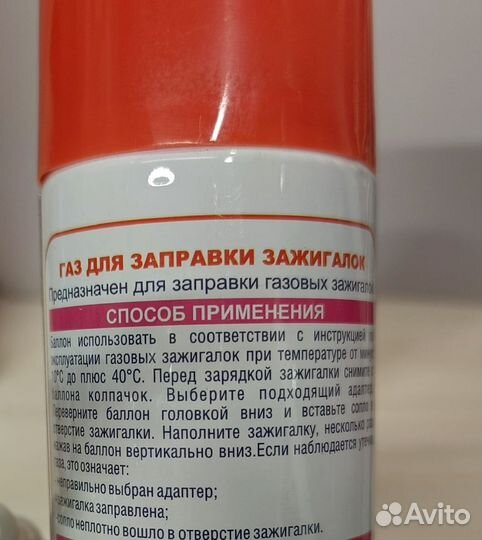 ГАЗ ДЛЯ ЗАПРАВКИ ЗАЖИГАЛОК
Предназначен для заправки газовых зажигалок
СПОСОБ ПРИМЕНЕНИЯ
Баллон использовать в соответствии с инструкцией
эксплуатации газовых зажигалок при температуре от
10°С до плюс 40°С. Перед зарядкой зажигалки снимите
баллона колпачок. Выберите подходящий адаптер
Переверните баллон головкой вниз и вставьте сопло
отверстие зажигалки. Наполните зажигалку, несколько
нажав на баллон вертикально вниз.Если наблюдается
газа, это означает:
-направильно выбран адаптер;
-зажигалка заправлена;
-сопло неплотно вошло в отверстие зажигалки.
Avito